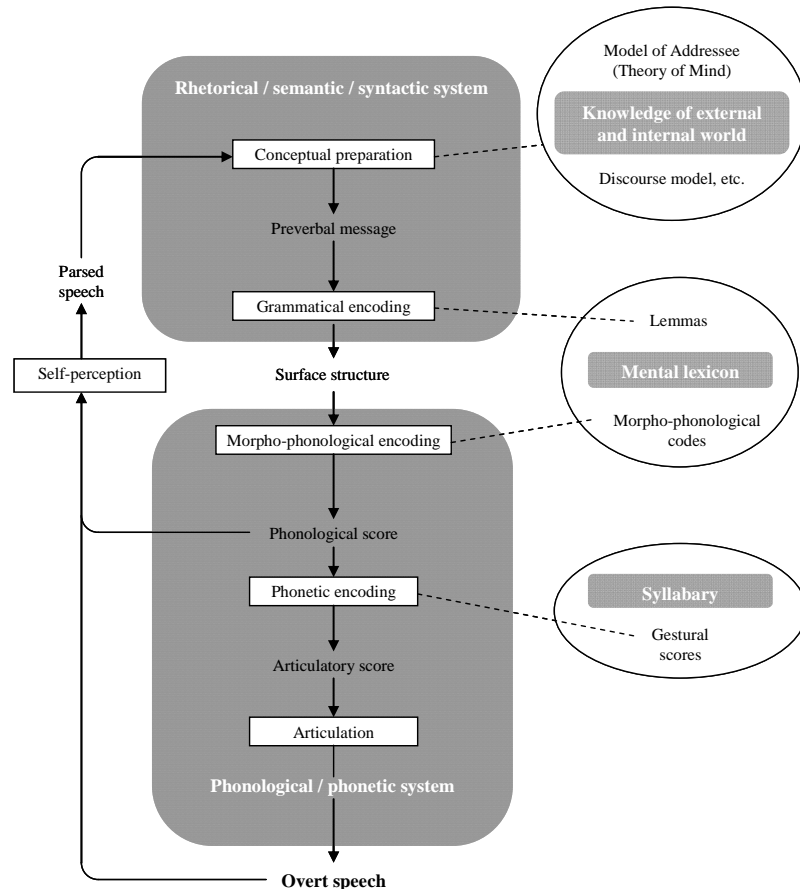 Model of Addressee
(Theory of Mind)
Rhetorical / semantic / syntactic system
Knowledge of external
and internal world
Conceptual preparation
Discourse model, etc.
Preverbal message
Parsed
speech
Grammatical encoding
Lemmas
Self-perception
Surface structure
Mental lexicon
Morpho-phonological encoding
Morpho-phonological
codes
Phonological score
Phonetic encoding
Syllabary
Gestural
scores
Articulatory score
Articulation
Phonological / phonetic system
Overt speech